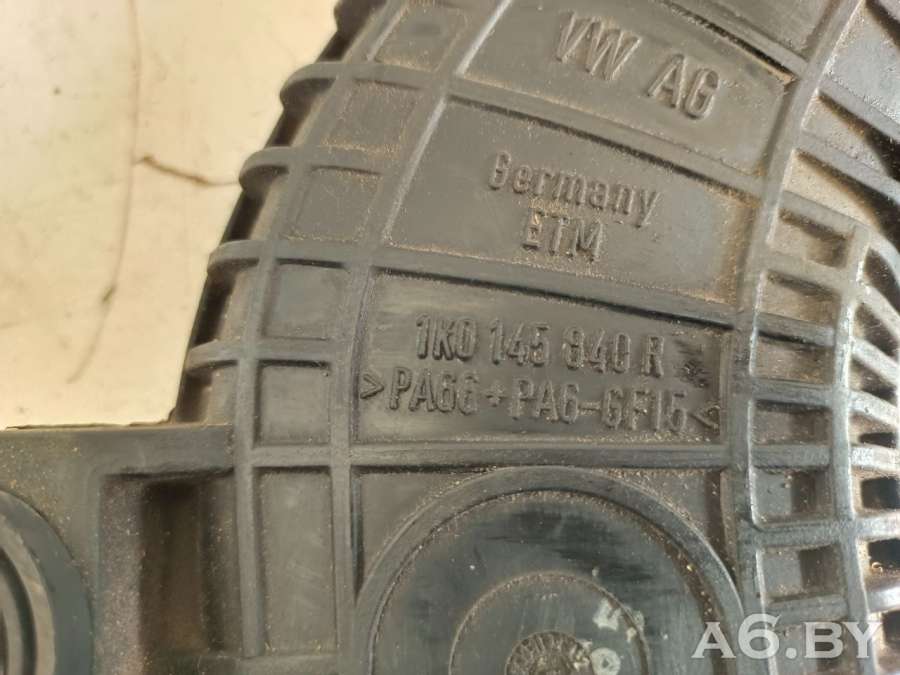 VW AG
Germany
ETM
1K0 145 840 R
>PA66+PA6-GF15<
A6.BY